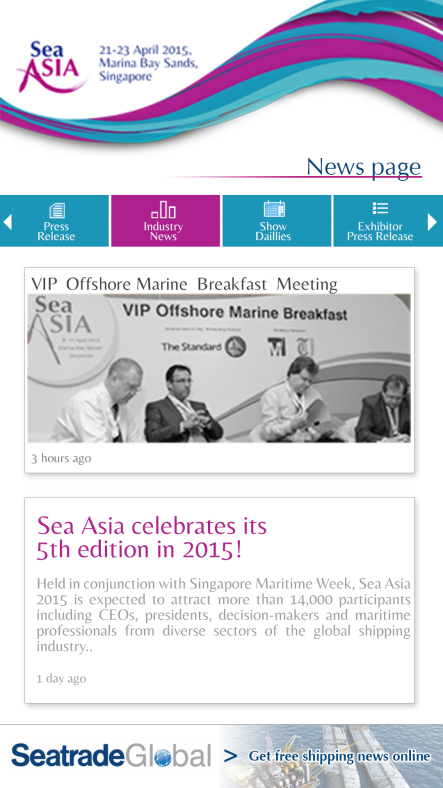 Sea
ASIA
21-23 April 2015,
Marina Bay Sands,
Singapore
News page
Press
Release
Industry
News
Show
Daillies
Exhibitor
Press Release
VIP Offshore Marine Breakfast Meeting
Sea
ASIA
VIP Offshore Marine Breakfast
The Standard
3 hours ago
Sea Asia celebrates its
5th edition in 2015!
Held in conjunction with Singapore Maritime Week, Sea Asia
2015 is expected to attract more than 14,000 participants
including CEOs, presidents, decision-makers and maritime
professionals from diverse sectors of the global shipping
industry..
1 day ago
SeatradeGlobal
> Get free shipping news online